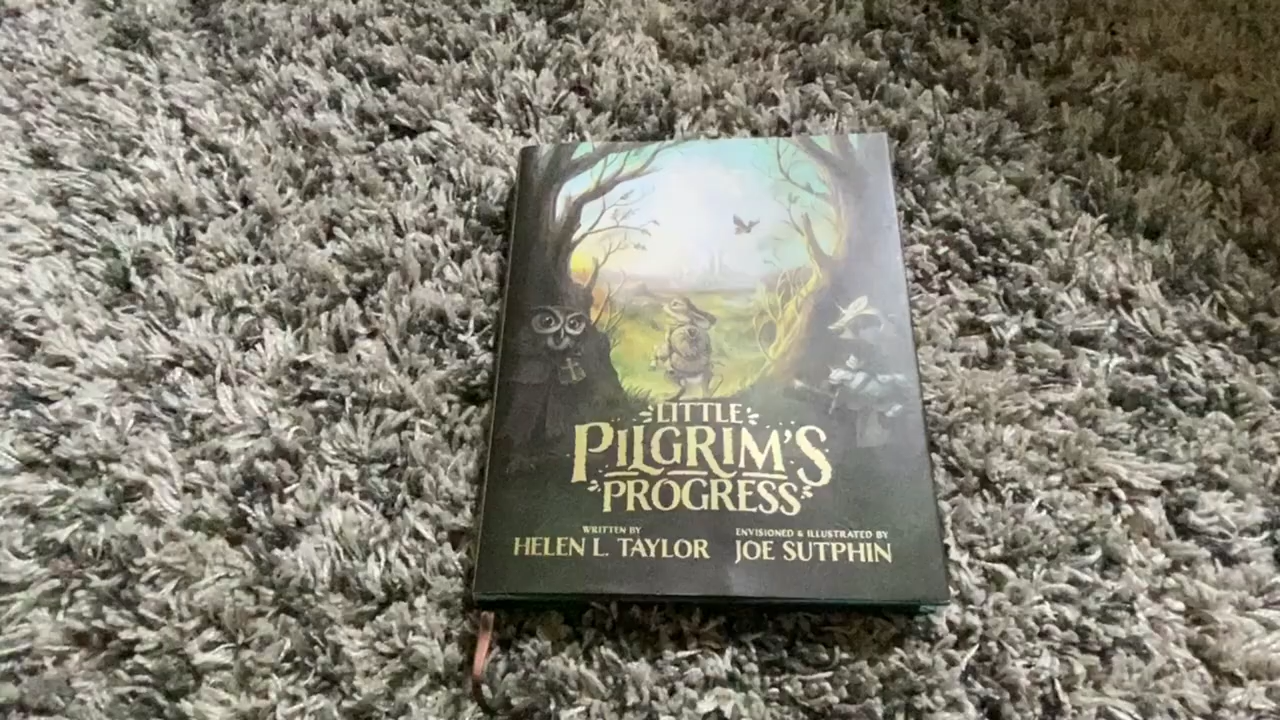 LITTLE
PILGRIM'S
PROGRESS
WRITTEN BY
HELEN L. TAYLOR
ENVISIONED & ILLUSTRATED BY
JOE SUTPHIN